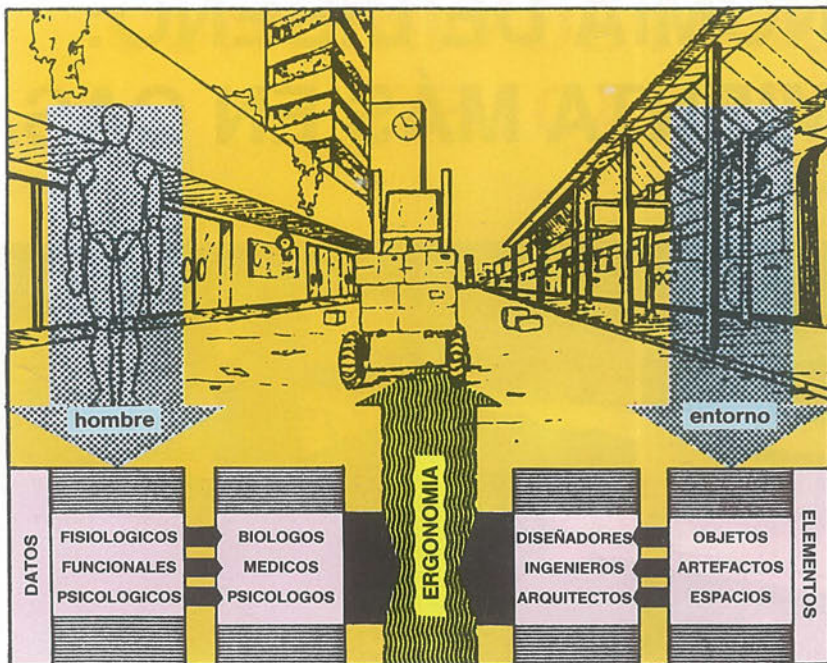 hombre
entorno
DATOS
FISIOLOGICOS
FUNCIONALES
PSICOLOGICOS
BIOLOGOS
MEDICOS
PSICOLOGOS
ERGONOMIA
DISEÑADORES
INGENIEROS
ARQUITECTOS
OBJETOS
ARTEFACTOS
ESPACIOS
ELEMENTOS